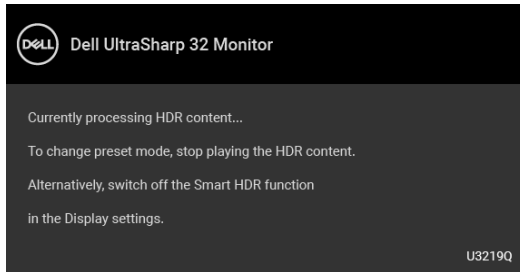 DELL
Dell UltraSharp 32 Monitor
Currently processing HDR content...
To change preset mode, stop playing the HDR content.
Alternatively, switch off the Smart HDR function
in the Display settings.
U3219Q